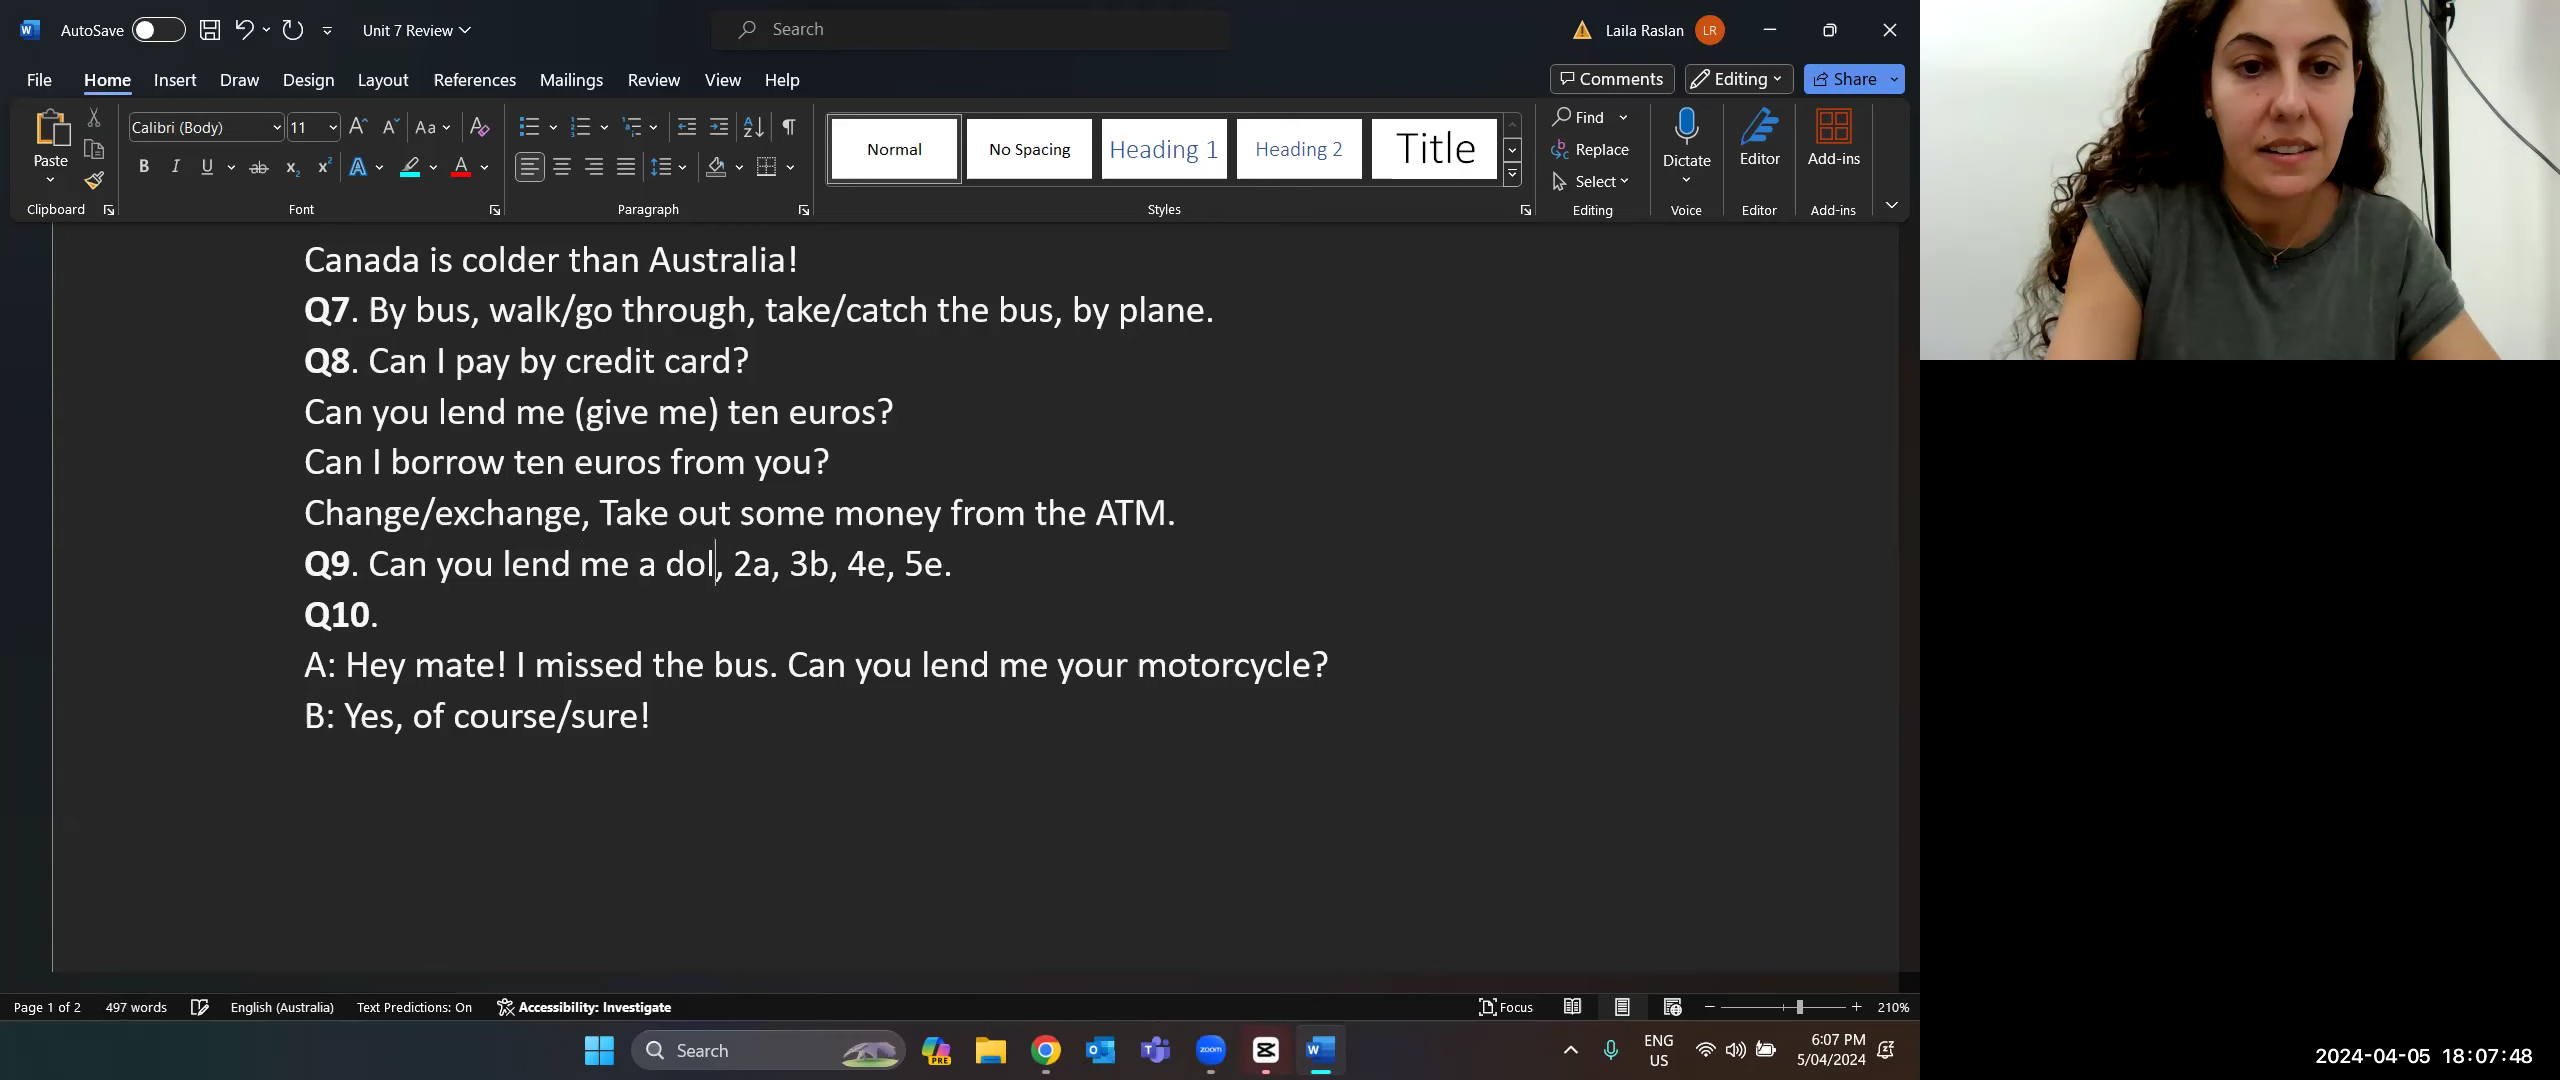 AutoSave
Unit 7 Review
Search
Laila Raslan
LR
File Home Insert Draw Design Layout References Mailings Review View Help
Comments
Editing
Share
Paste
Clipboard
Calibri (Body)
11
Font
Paragraph
Normal
No Spacing
Heading 1
Heading 2
Title
Styles
Find
Replace
Select
Editing
Dictate
Voice
Editor
Editor
Add-ins
Add-ins
Canada is colder than Australia!
Q7. By bus, walk/go through, take/catch the bus, by plane.
Q8. Can I pay by credit card?
Can you lend me (give me) ten euros?
Can I borrow ten euros from you?
Change/exchange, Take out some money from the ATM.
Q9. Can you lend me a dol, 2a, 3b, 4e, 5e.
Q10.
A: Hey mate! I missed the bus. Can you lend me your motorcycle?
B: Yes, of course/sure!
Page 1 of 2
497 words
English (Australia)
Text Predictions: On
Accessibility: Investigate
Focus
210%
Search
PRE
zoom
ENG
US
6:07 PM
5/04/2024
2024-04-05 18:07:48